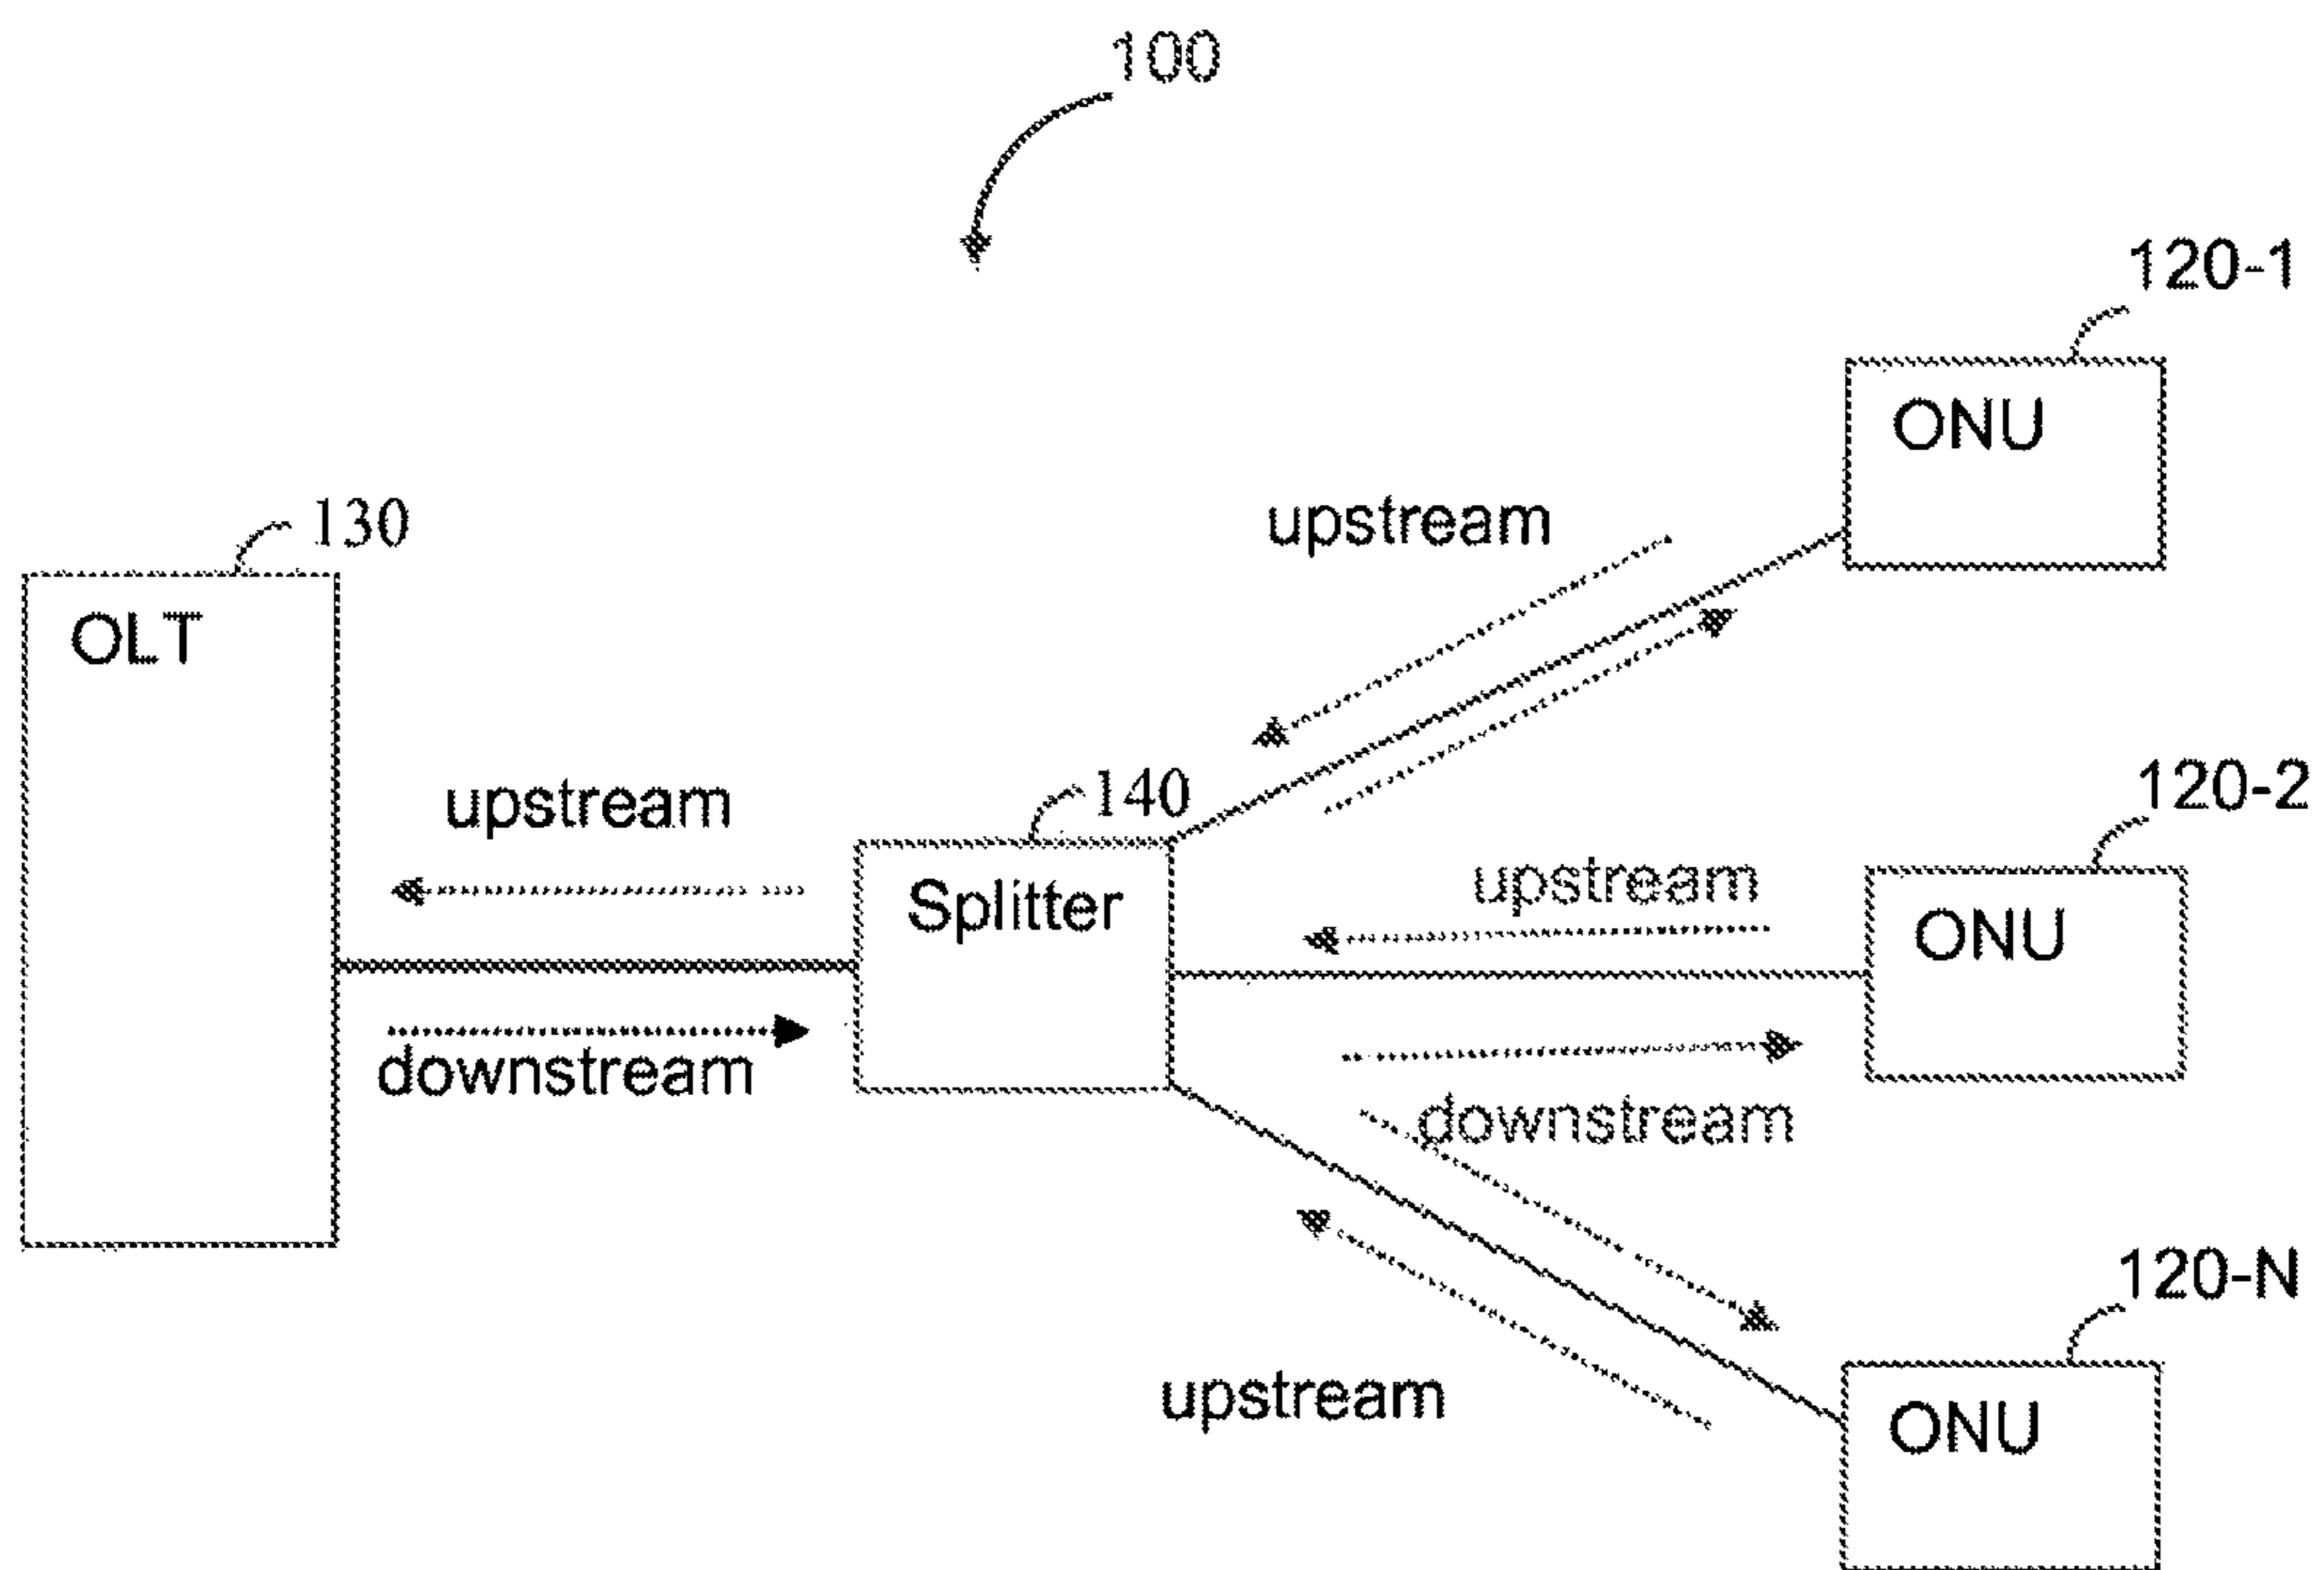 100
120-1
ONU
upstream
130
OLT
120-2
upstream
140
upstream
Splitter
ONU
downstream
downstream
120-N
upstream
ONU